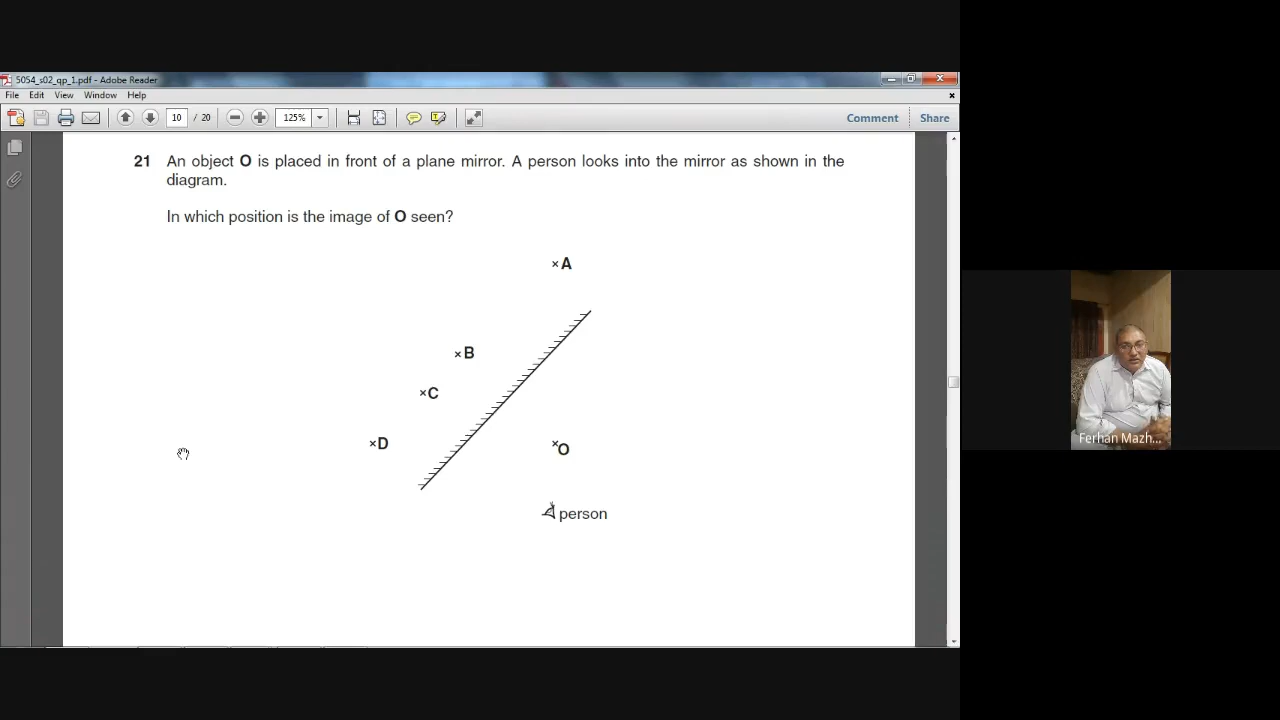 5054_s02_qp_1.pdf - Adobe Reader
File Edit View Window Help
10 / 20 125% Comment Share
21 An object O is placed in front of a plane mirror. A person looks into the mirror as shown in the
diagram.
In which position is the image of O seen?
× A
× B
× C
× D
× O
person
Ferhan Mazh...